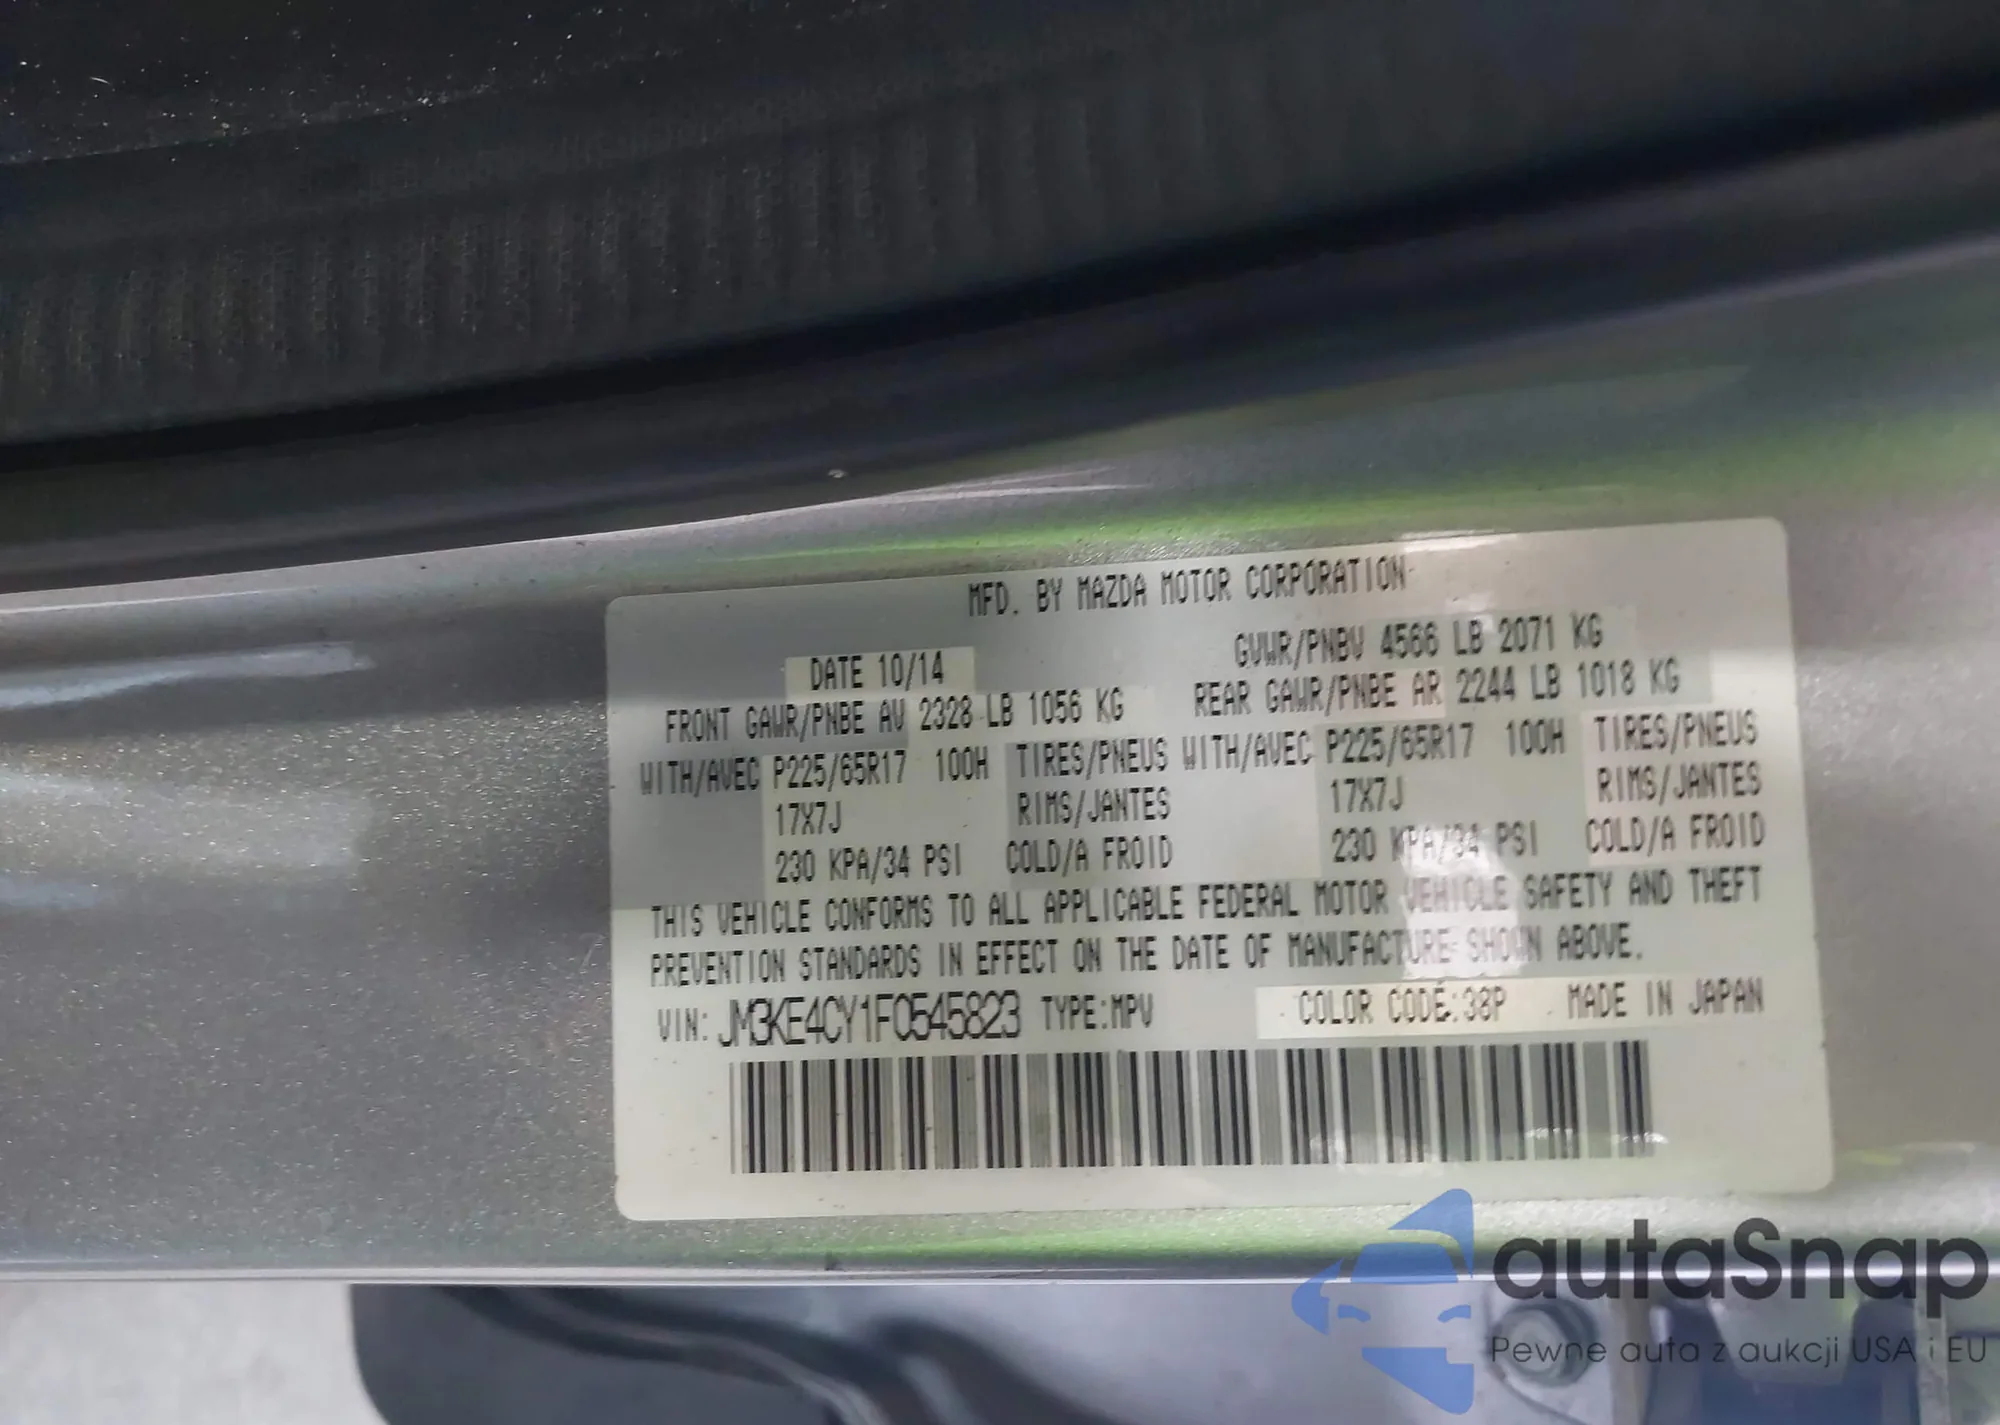 MFD. BY MAZDA MOTOR CORPORATION
DATE 10/14 GVWR/PNBV 4566 LB 2071 KG
FRONT GAWR/PNBE AV 2328 LB 1056 KG REAR GAWR/PNBE AR 2244 LB 1018 KG
WITH/AVEC P225/65R17 100H TIRES/PNEUS WITH/AVEC P225/65R17 100H TIRES/PNEUS
17X7J RIMS/JANTES 17X7J RIMS/JANTES
230 KPA/34 PSI COLD/A FROID 230 KPA/34 PSI COLD/A FROID
THIS VEHICLE CONFORMS TO ALL APPLICABLE FEDERAL MOTOR VEHICLE SAFETY AND THEFT
PREVENTION STANDARDS IN EFFECT ON THE DATE OF MANUFACTURE SHOWN ABOVE.
VIN: JM3KE4CY1F0545823 TYPE:MPV COLOR CODE:38P MADE IN JAPAN
autaSnap
Pewne auta z aukcji USA i EU